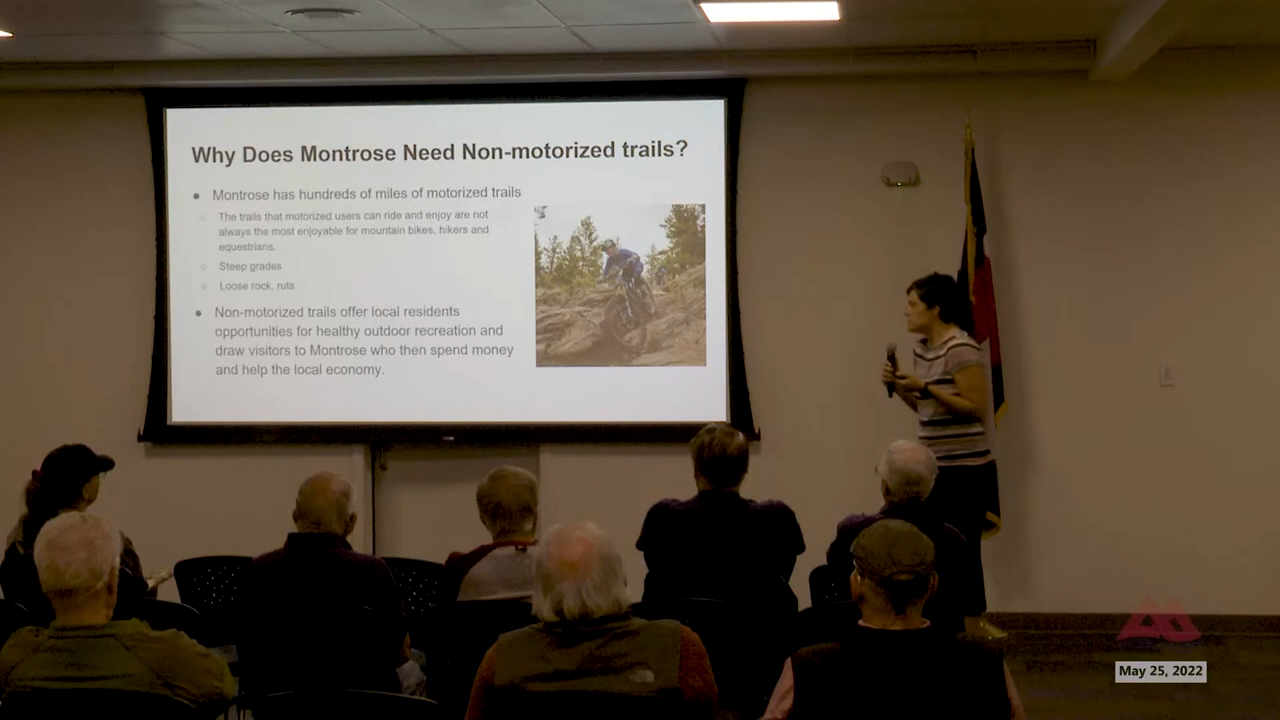 Why Does Montrose Need Non-motorized trails?
Montrose has hundreds of miles of motorized trails
The trails that motorized users can ride and enjoy are not
always the most enjoyable for mountain bikes, hikers and
equestrians.
Steep grades
Loose rock, ruts
Non-motorized trails offer local residents
opportunities for healthy outdoor recreation and
draw visitors to Montrose who then spend money
and help the local economy.
May 25, 2022